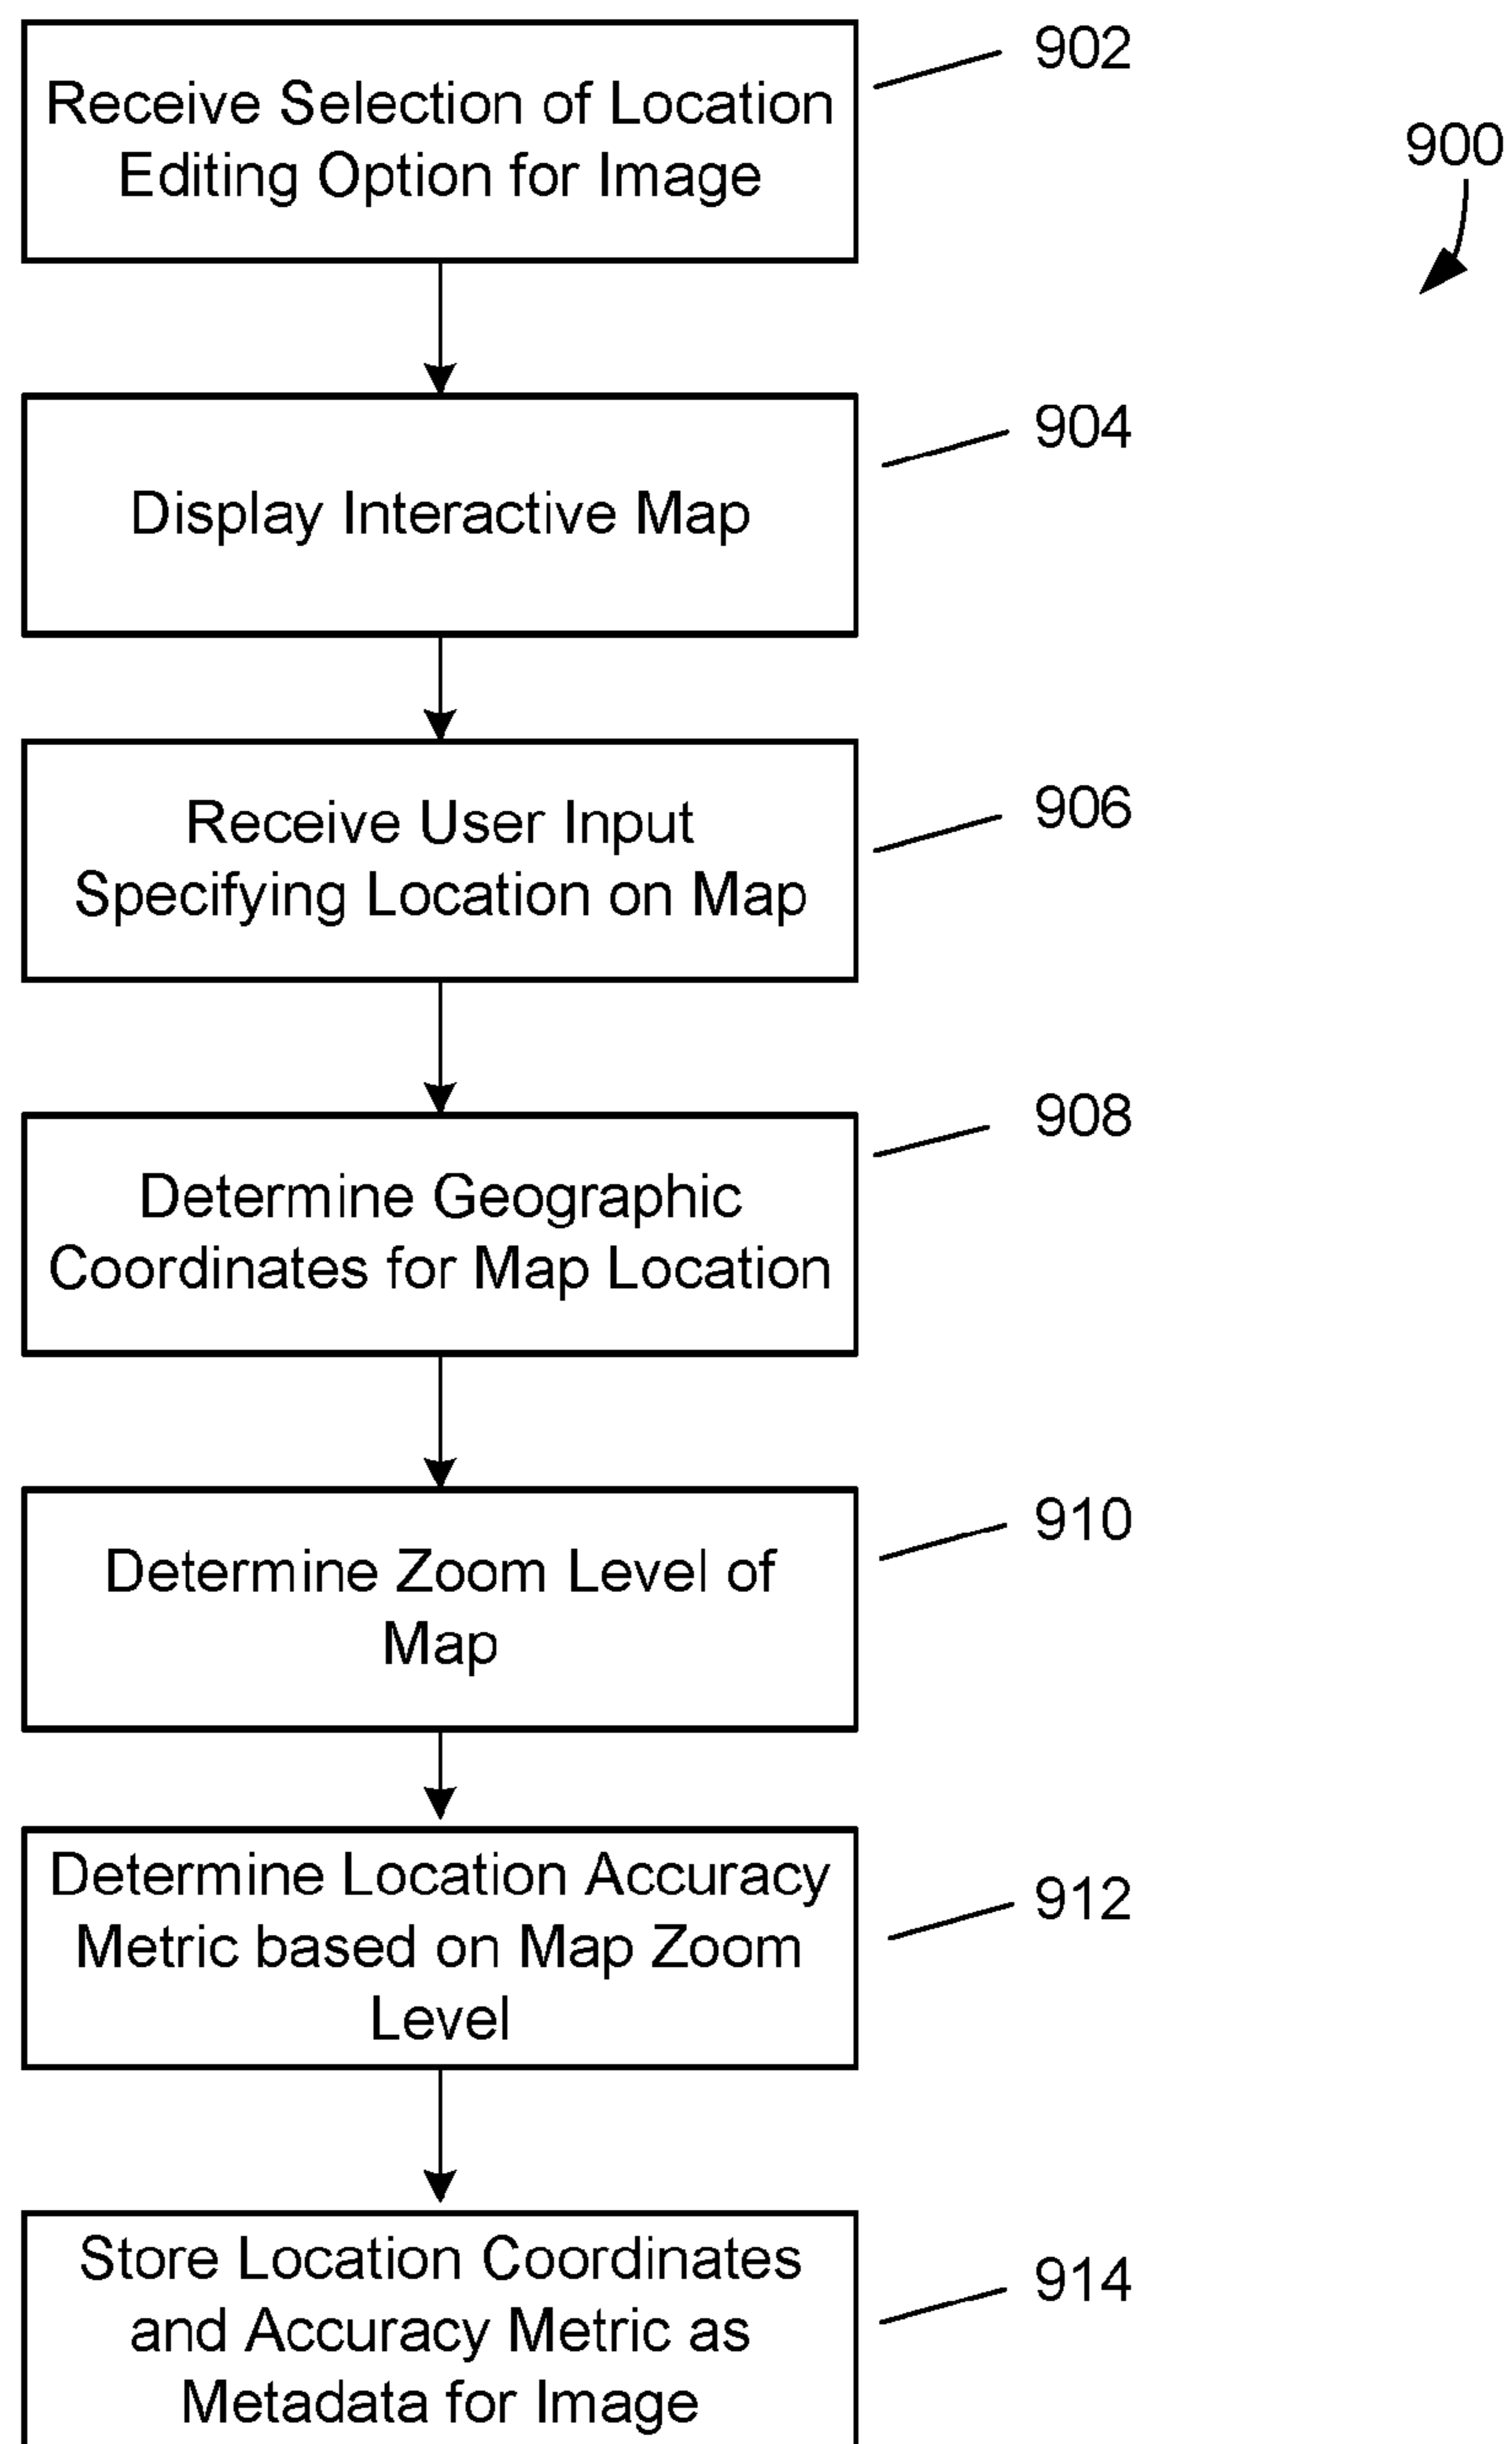 Receive Selection of Location
Editing Option for Image
902
900
Display Interactive Map
904
Receive User Input
Specifying Location on Map
906
Determine Geographic
Coordinates for Map Location
908
Determine Zoom Level of
Map
910
Determine Location Accuracy
Metric based on Map Zoom
Level
912
Store Location Coordinates
and Accuracy Metric as
Metadata for Image
914